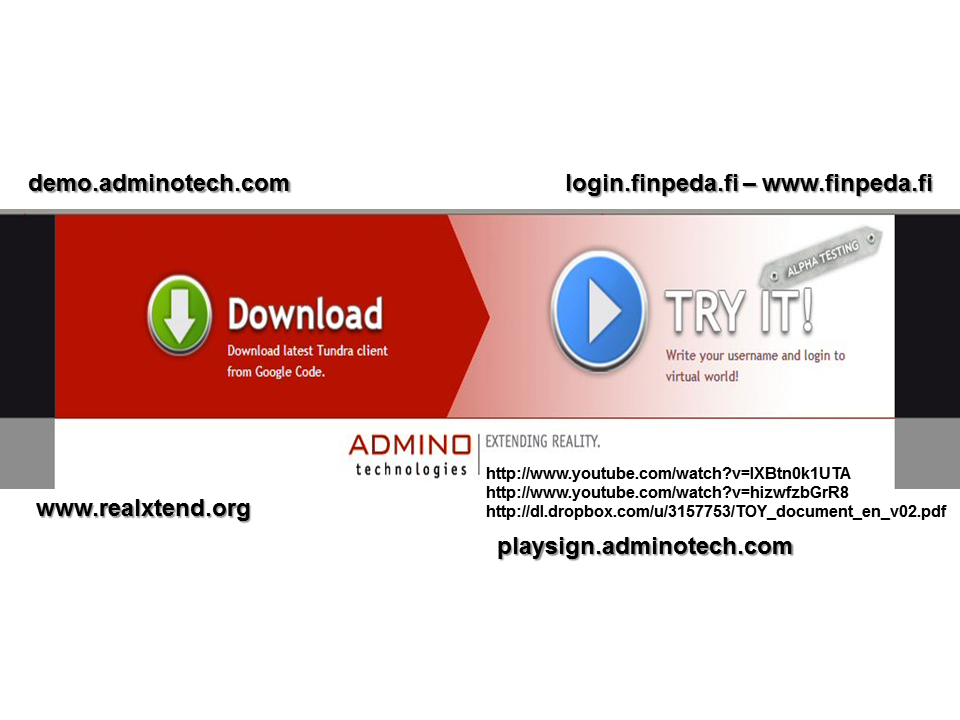 demo.adminotech.com
login.finpeda.fi – www.finpeda.fi
ALPHA TESTING
Download
Download latest Tundra client
from Google Code.
TRY IT!
Write your username and login to
virtual world!
ADMINO
technologies
EXTENDING REALITY.
http://www.youtube.com/watch?v=IXBtn0k1UTA
http://www.youtube.com/watch?v=hizwfzbGrR8
http://dl.dropbox.com/u/3157753/TOY_document_en_v02.pdf
www.realxtend.org
playsign.adminotech.com